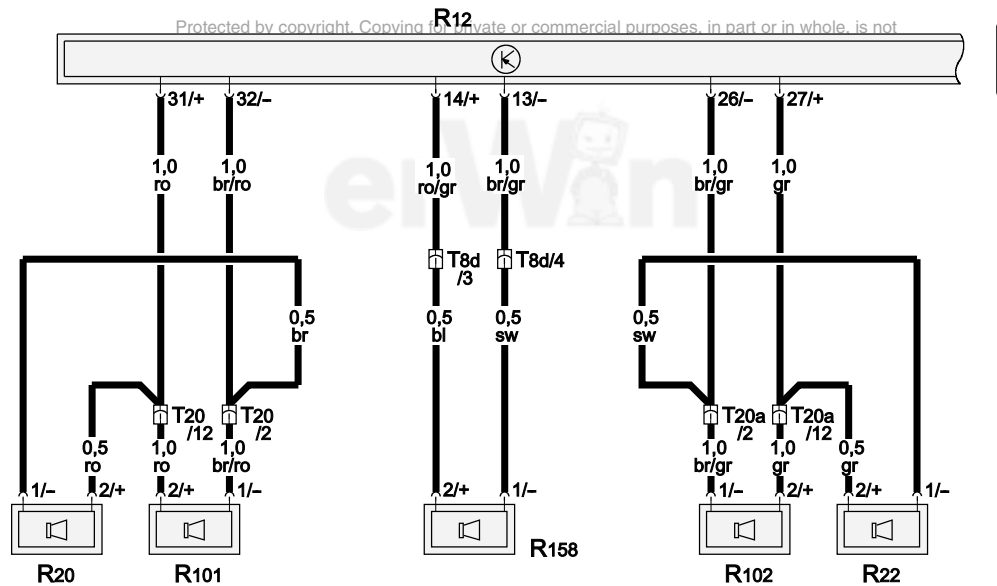 R12
Protected by copyright. Copying for private or commercial purposes, in part or in whole, is not
31/+ 32/– 14/+ 13/– 26/– 27/+
erWin
1,0 1,0 1,0 1,0 1,0 1,0
ro br/ro ro/gr br/gr br/gr gr
T8d T8d/4
/3
0,5 0,5 0,5 0,5
br bl sw sw
T20 T20 T20a T20a
/12 /2 /2 /12
0,5 1,0 1,0 1,0 1,0 0,5
ro ro br/ro br/gr gr gr
1/– 2/+ 2/+ 1/– 2/+ 1/– 1/– 2/+ 2/+ 1/–
R158
R20 R101 R102 R22